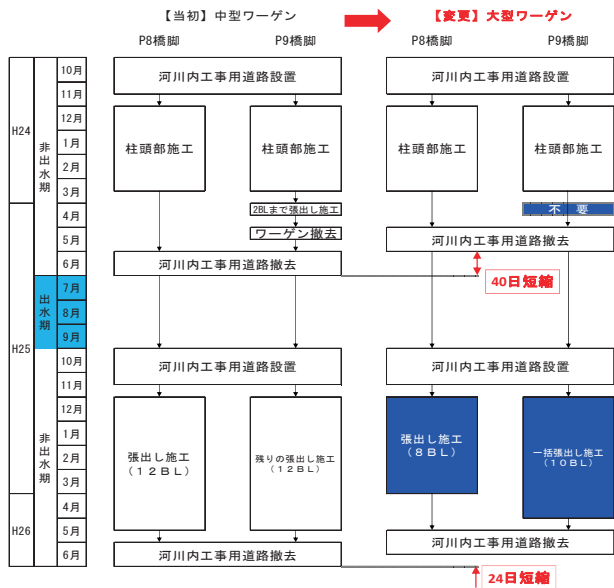 【当初】中型ワーゲン
【変更】大型ワーゲン
P8橋脚
P9橋脚
P8橋脚
P9橋脚
H24
H25
H26
非出水期
出水期
非出水期
10月
11月
12月
1月
2月
3月
4月
5月
6月
7月
8月
9月
10月
11月
12月
1月
2月
3月
4月
5月
6月
河川内工事用道路設置
柱頭部施工
柱頭部施工
2BLまで張出し施工
ワーゲン撤去
河川内工事用道路撤去
河川内工事用道路設置
張出し施工
(12BL)
残りの張出し施工
(12BL)
河川内工事用道路撤去
河川内工事用道路設置
柱頭部施工
柱頭部施工
不要
河川内工事用道路撤去
40日短縮
河川内工事用道路設置
張出し施工
(8BL)
一括張出し施工
(10BL)
河川内工事用道路撤去
24日短縮